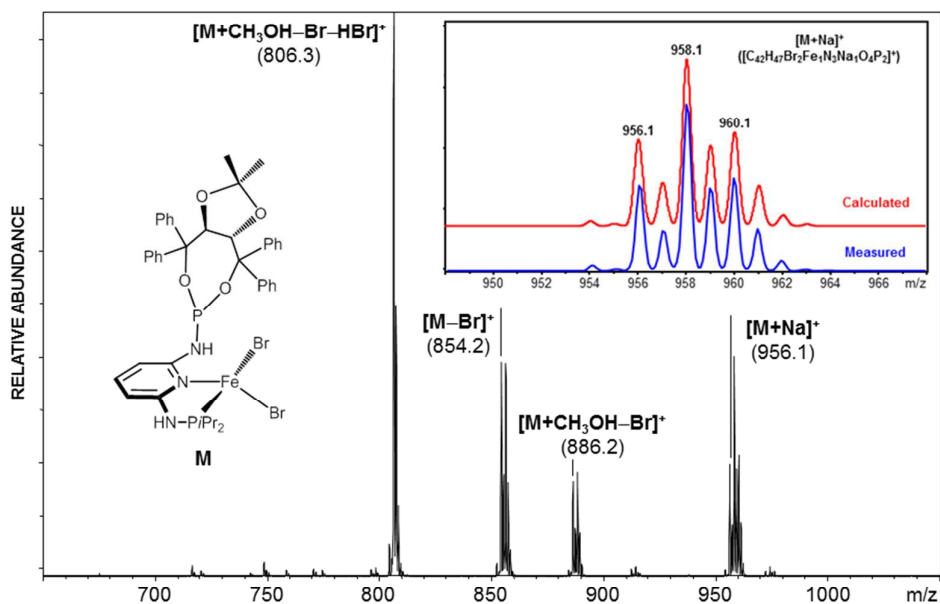 [M+CH₃OH–Br–HBr]⁺
(806.3)
[M+Na]⁺
([C₄₂H₄₇Br₂Fe₁N₃Na₁O₄P₂]⁺)
958.1
956.1
960.1
Calculated
Measured
950 952 954 956 958 960 962 964 966 m/z
RELATIVE ABUNDANCE
O
O
Ph
Ph
Ph
Ph
O
O
P
NH
Br
N
Fe
Br
HN
PiPr₂
M
[M–Br]⁺
(854.2)
[M+CH₃OH–Br]⁺
(886.2)
[M+Na]⁺
(956.1)
700 750 800 850 900 950 1000 m/z